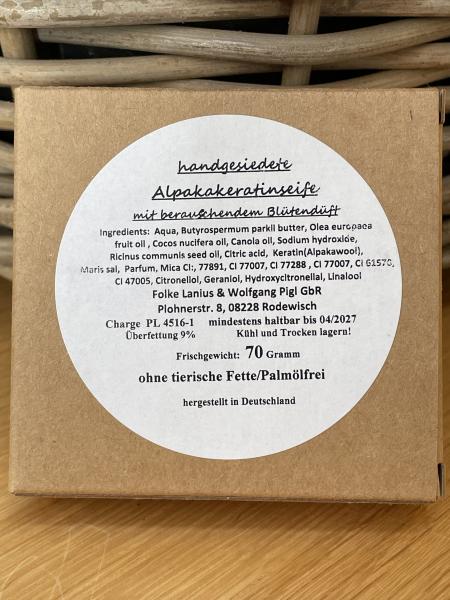 handgesiedete
Alpakakeratinseife
mit berauschendem Blütendüft
Ingredients: Aqua, Butyrospermum parkii butter, Olea europaea
fruit oil , Cocos nucifera oil, Canola oil, Sodium hydroxide,
Ricinus communis seed oil, Citric acid, Keratin(Alpakawool),
Maris sal, Parfum, Mica CI:, 77891, CI 77007, CI 77288 , CI 77007, CI 61570,
CI 47005, Citronellol, Geraniol, Hydroxycitronellal, Linalool
Folke Lanius & Wolfgang Pigl GbR
Plohnerstr. 8, 08228 Rodewisch
Charge PL 4516-1 mindestens haltbar bis 04/2027
Überfettung 9% Kühl und Trocken lagern!
Frischgewicht: 70 Gramm
ohne tierische Fette/Palmölfrei
hergestellt in Deutschland